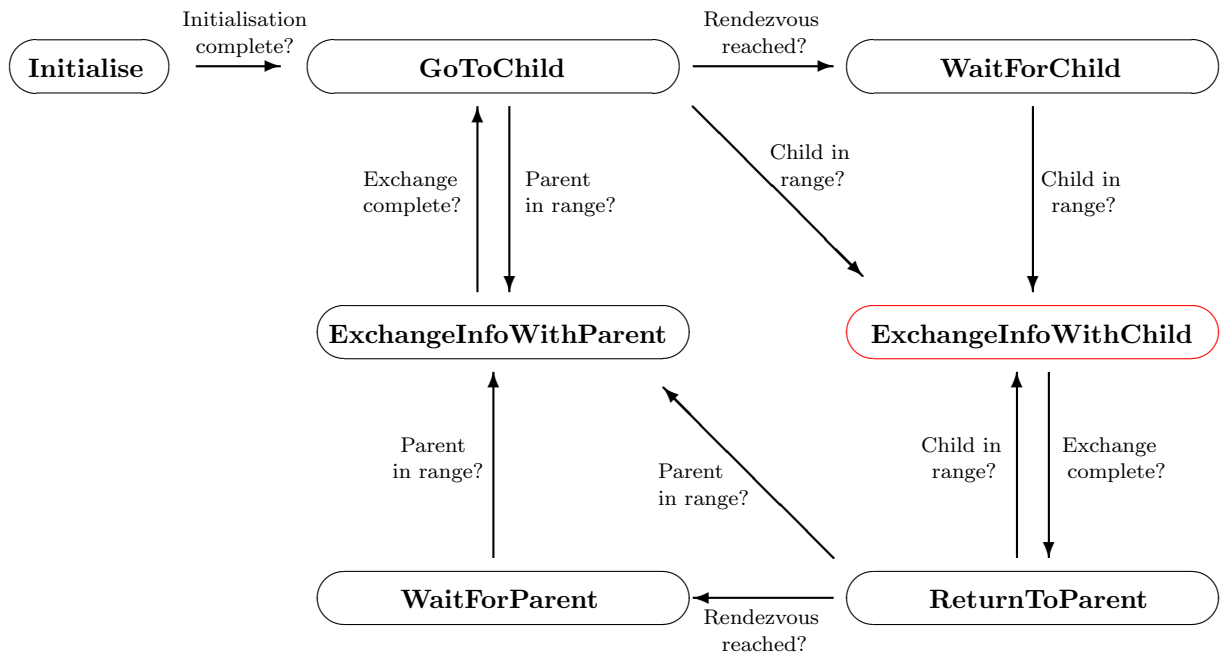 Initialisation
complete?
Rendezvous
reached?
Initialise
GoToChild
WaitForChild
Child in
range?
Exchange
complete?
Parent
in range?
Child in
range?
ExchangeInfoWithParent
ExchangeInfoWithChild
Parent
in range?
Parent
in range?
Child in
range?
Exchange
complete?
WaitForParent
ReturnToParent
Rendezvous
reached?